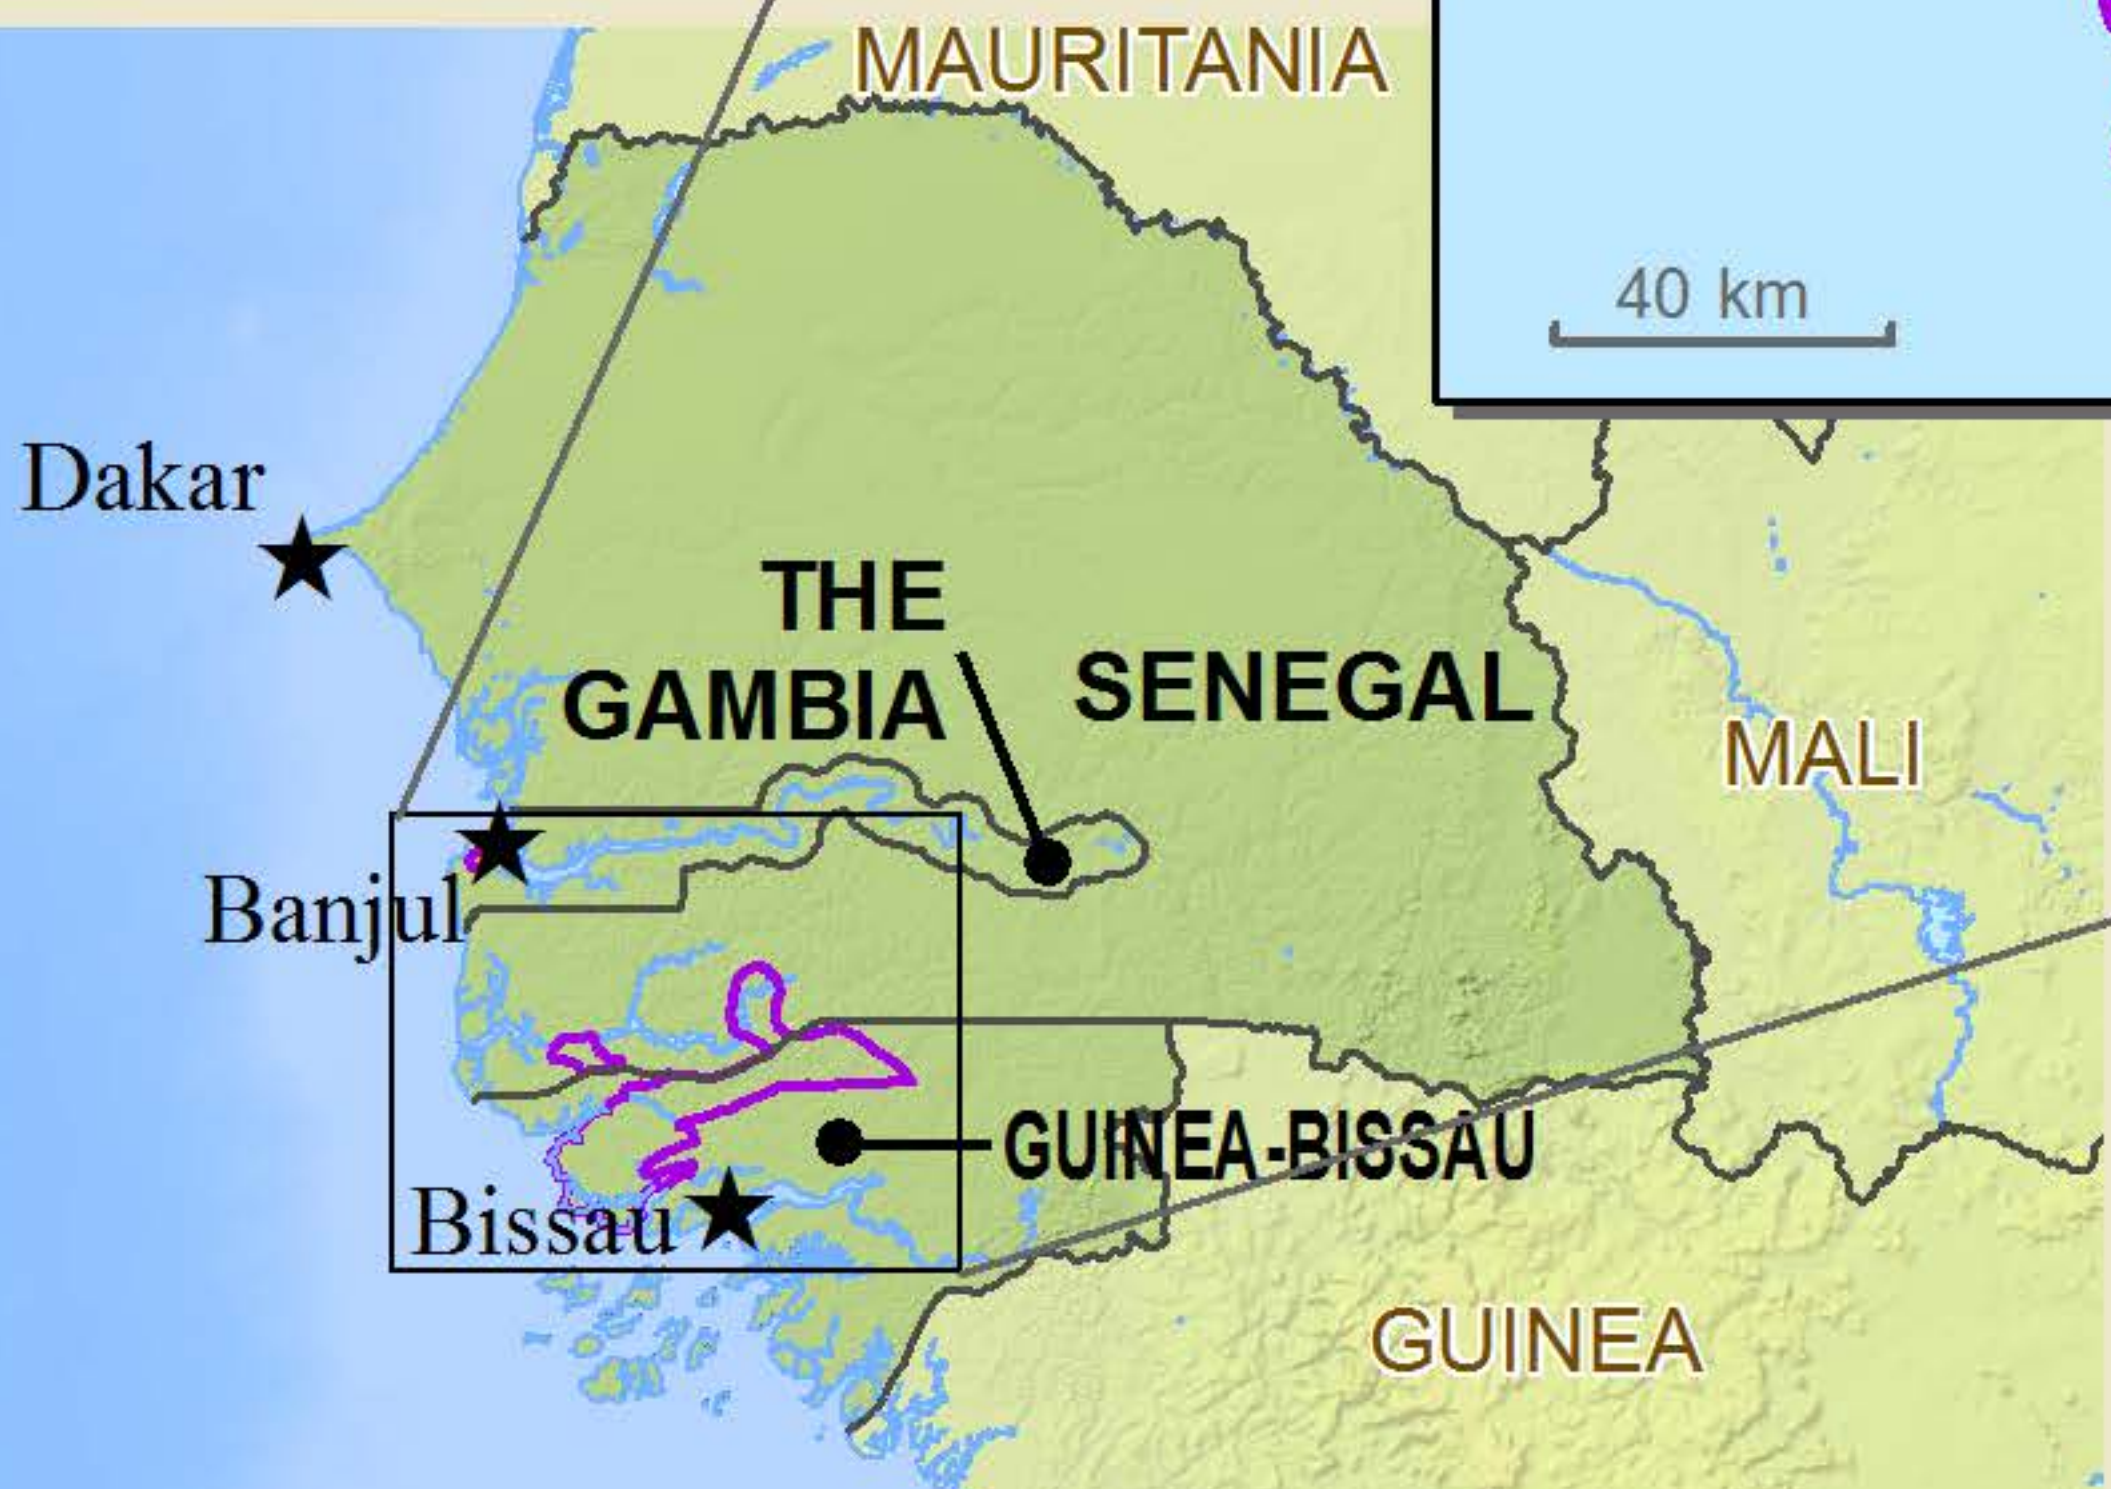 MAURITANIA
40 km
Dakar
THE
GAMBIA
SENEGAL
MALI
Banjul
GUINEA-BISSAU
Bissau
GUINEA